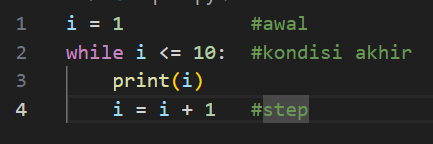 1 i = 1 #awal
2 while i <= 10: #kondisi akhir
3 print(i)
4 i = i + 1 #step